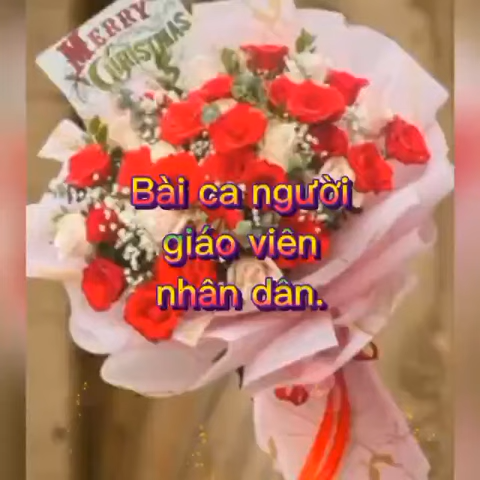 MERRY
CHRISTMAS
Bài ca người
giáo viên
nhân dân.